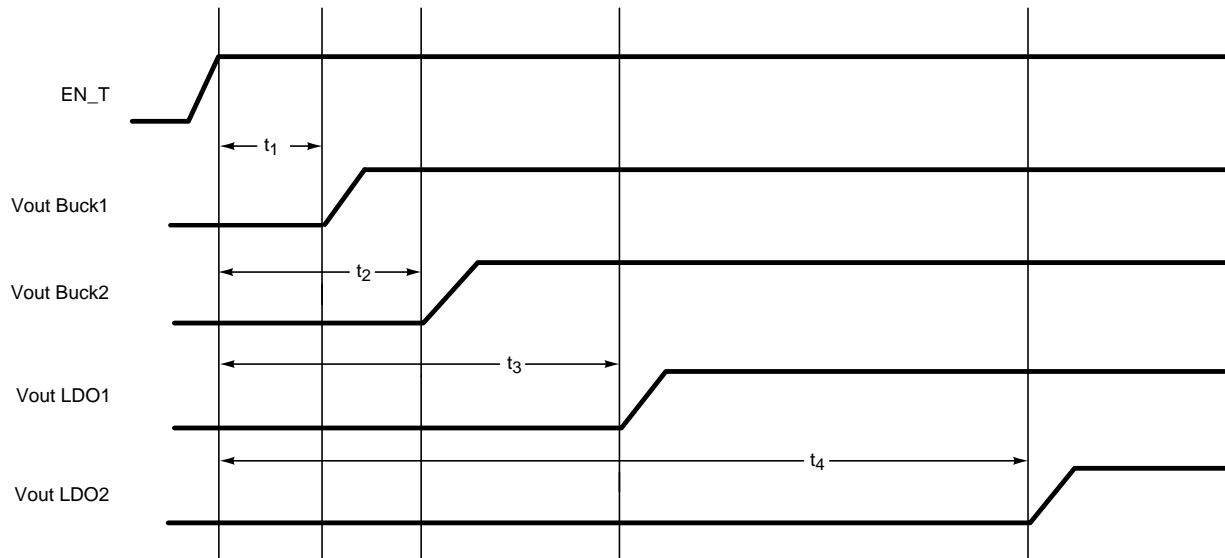 EN_T
t1
Vout Buck1
t2
Vout Buck2
t3
Vout LDO1
t4
Vout LDO2